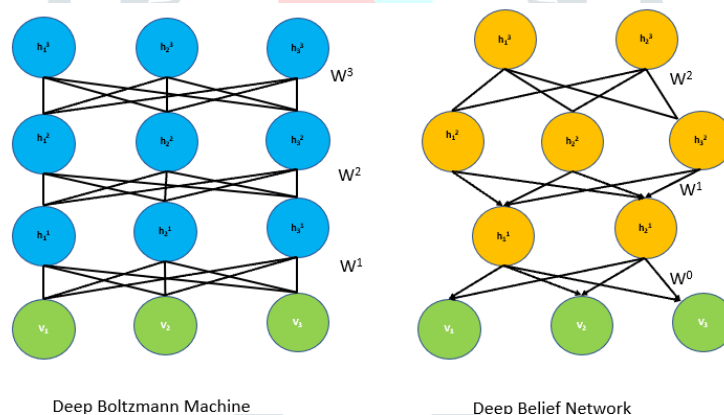 h₁³ h₂³ h₃³
W³
h₁² h₂² h₃²
W²
h₁¹ h₂¹ h₃¹
W¹
V₁ V₂ V₃
Deep Boltzmann Machine
h₁³ h₂³
W²
h₁² h₂² h₃²
W¹
h₁¹ h₂¹
W⁰
V₁ V₂ V₃
Deep Belief Network